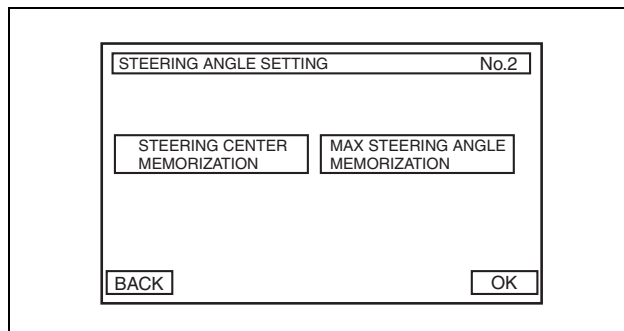 STEERING ANGLE SETTING No.2
STEERING CENTER
MEMORIZATION
MAX STEERING ANGLE
MEMORIZATION
BACK OK